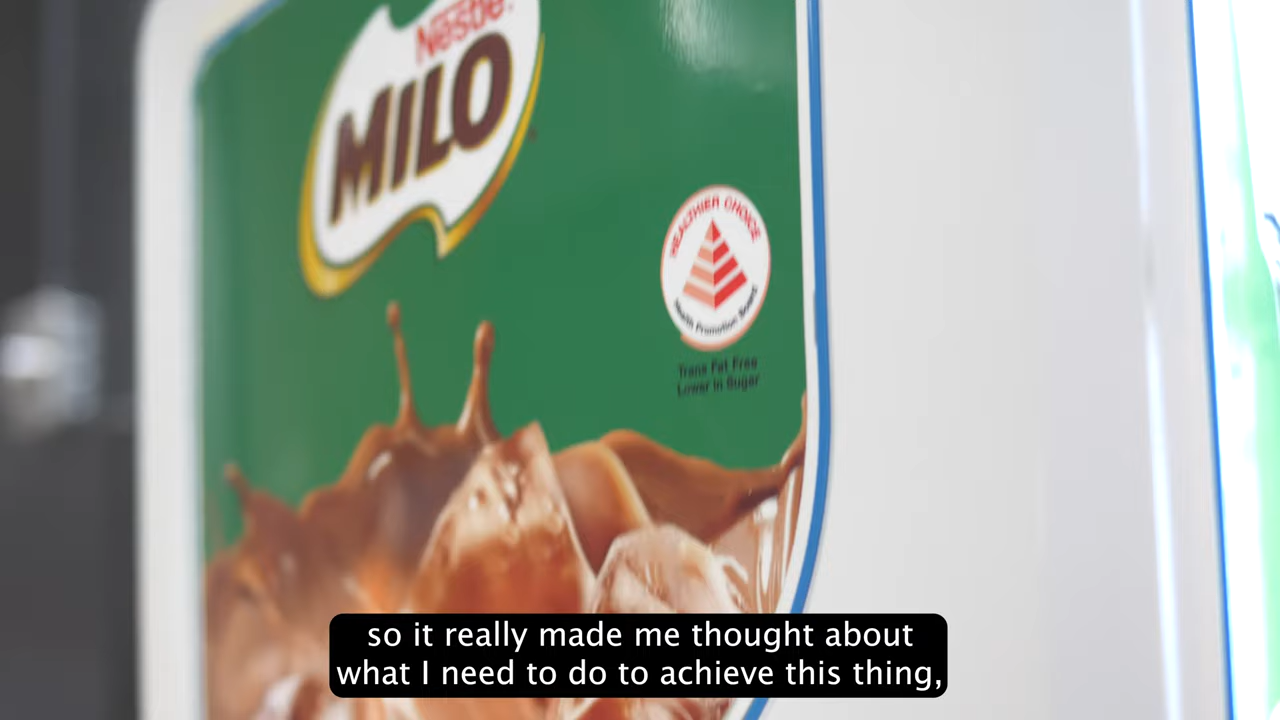 Nestlé.
MILO
HEALTHIER CHOICE
Health Promotion Board
Trans Fat Free
Lower in Sugar
so it really made me thought about
what I need to do to achieve this thing,